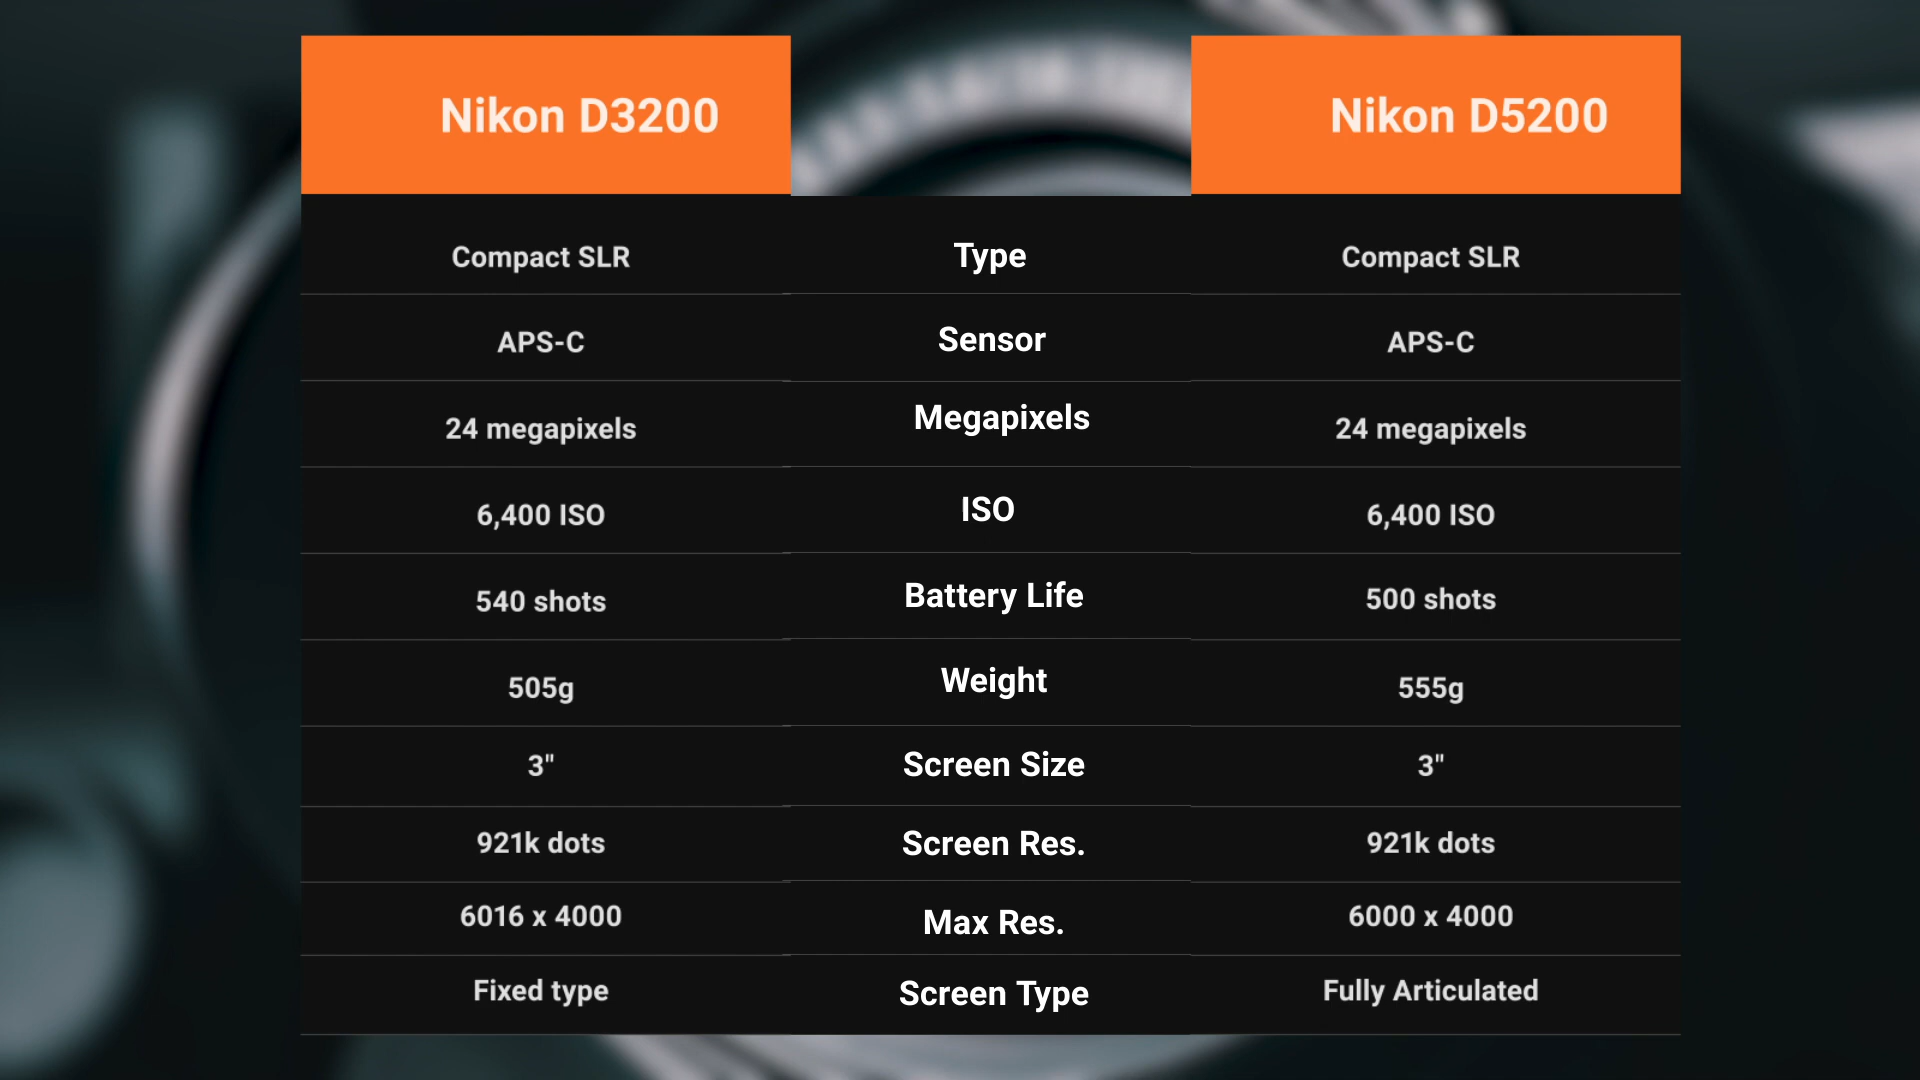 Nikon D3200
Nikon D5200
Compact SLR Type Compact SLR
APS-C Sensor APS-C
24 megapixels Megapixels 24 megapixels
6,400 ISO ISO 6,400 ISO
540 shots Battery Life 500 shots
505g Weight 555g
3" Screen Size 3"
921k dots Screen Res. 921k dots
6016 x 4000 Max Res. 6000 x 4000
Fixed type Screen Type Fully Articulated